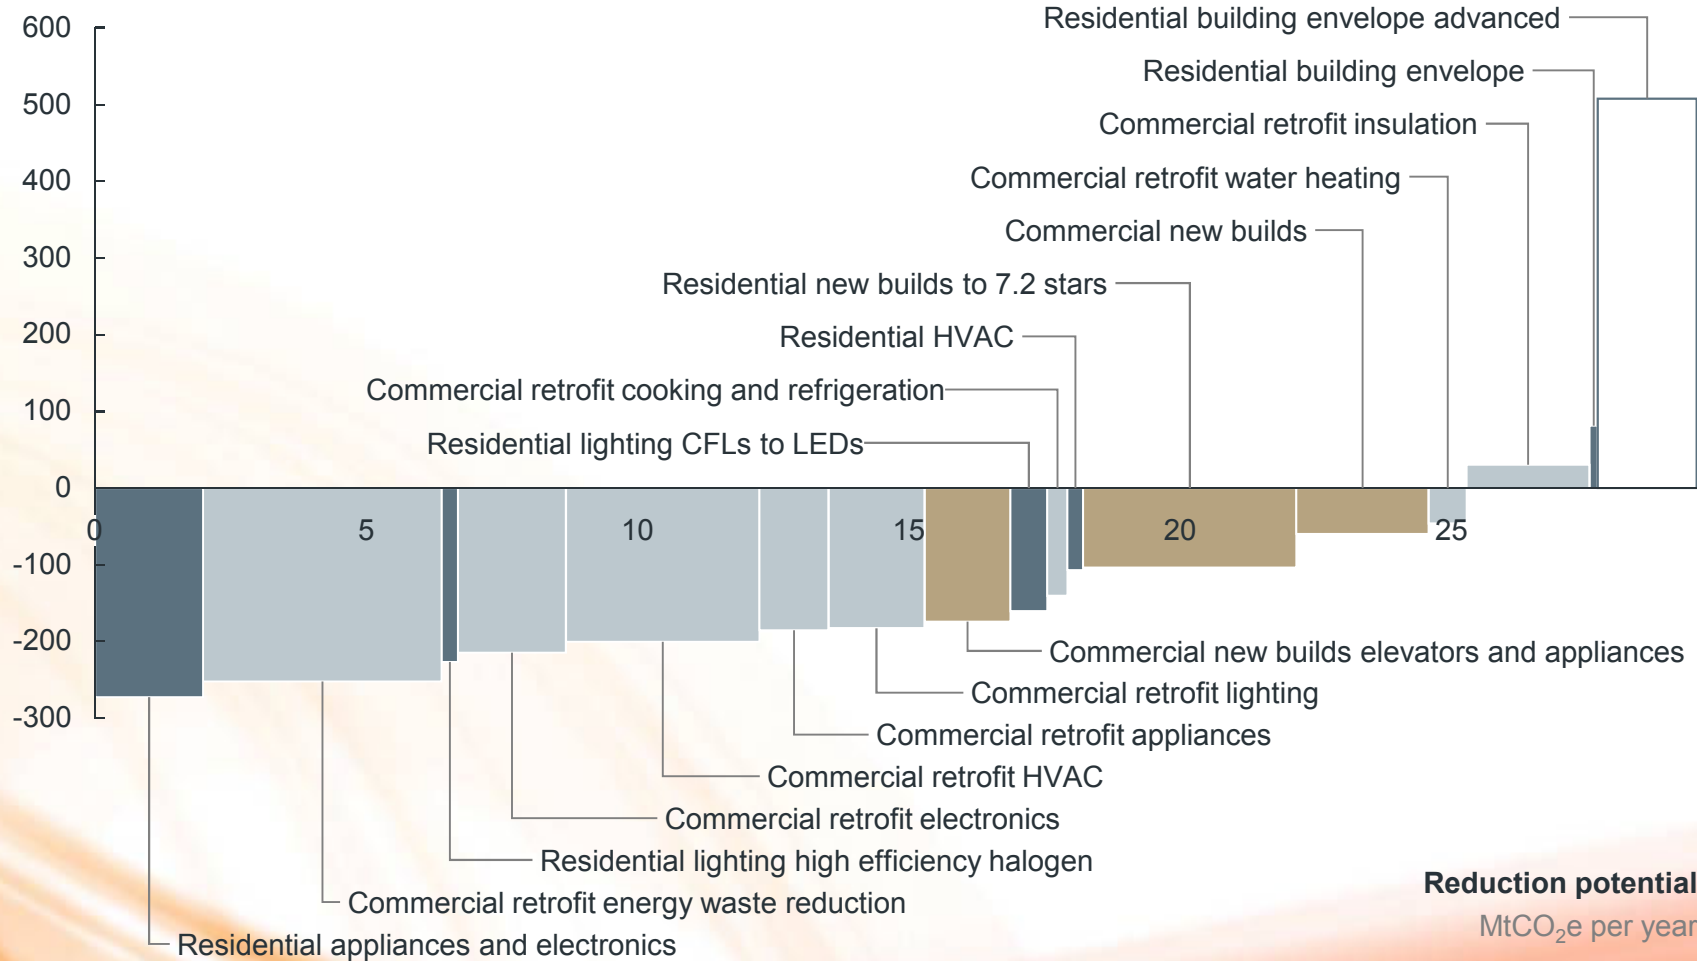 600
Residential building envelope advanced
Residential building envelope
500
Commercial retrofit insulation
400
Commercial retrofit water heating
Commercial new builds
300
Residential new builds to 7.2 stars
200
Residential HVAC
Commercial retrofit cooking and refrigeration
100
Residential lighting CFLs to LEDs
0
0 5 10 15 20 25
-100
-200
Commercial new builds elevators and appliances
Commercial retrofit lighting
-300
Commercial retrofit appliances
Commercial retrofit HVAC
Commercial retrofit electronics
Residential lighting high efficiency halogen
Reduction potential
Commercial retrofit energy waste reduction
MtCO₂e per year
Residential appliances and electronics